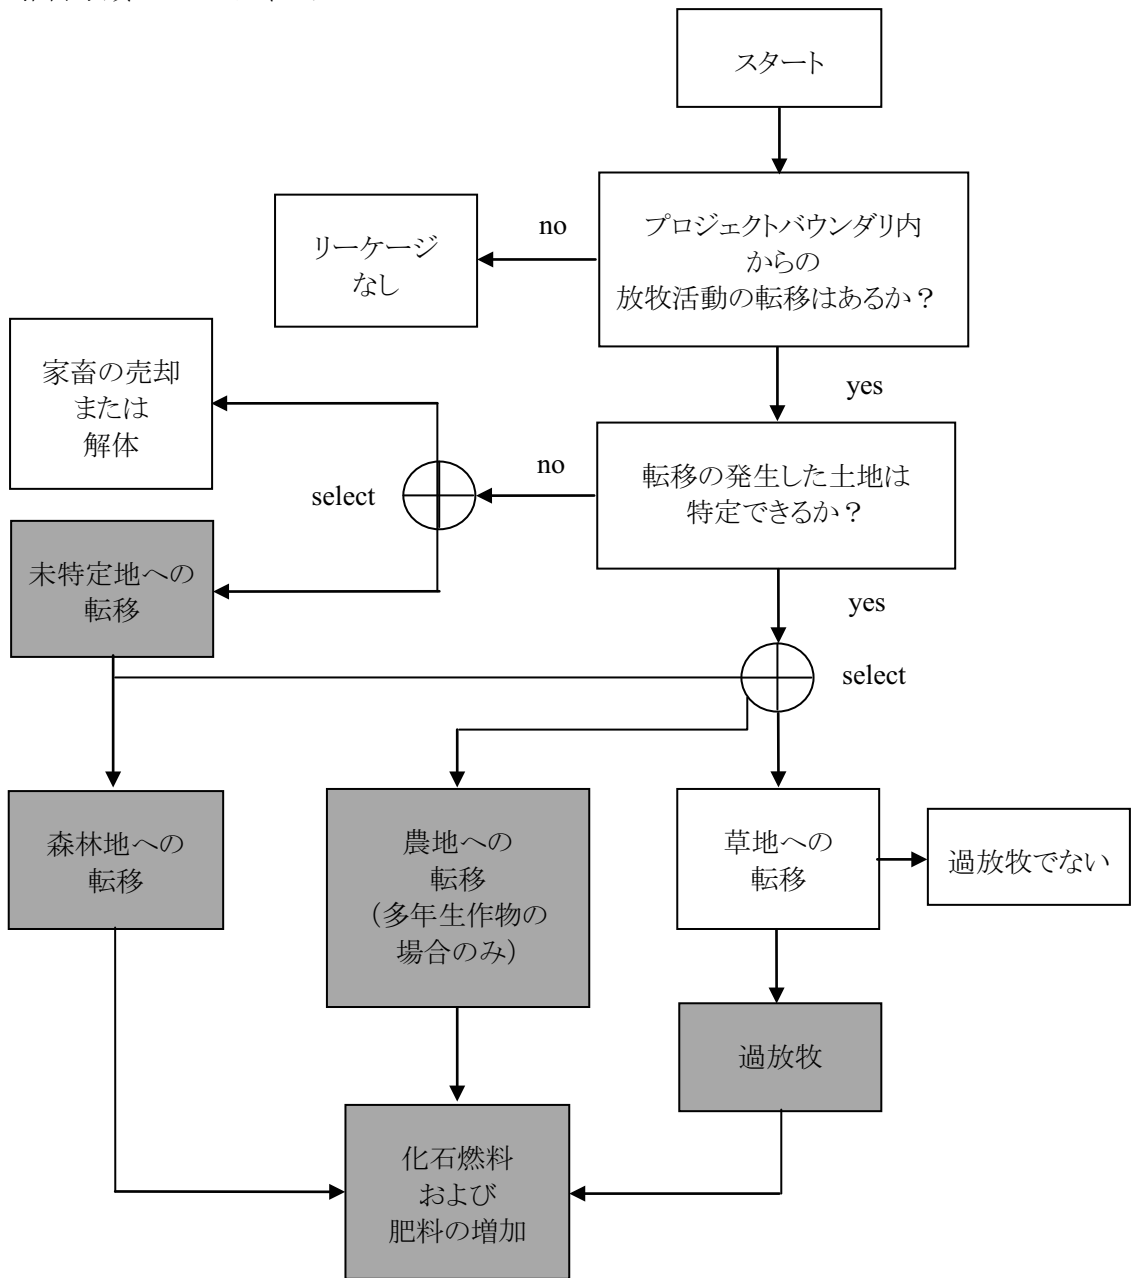 スタート
プロジェクトバウンダリ内
からの
放牧活動の転移はあるか？
no
リーケージ
なし
yes
家畜の売却
または
解体
転移の発生した土地は
特定できるか？
no
select
未特定地への
転移
yes
select
森林地への
転移
農地への
転移
（多年生作物の
場合のみ）
草地への
転移
過放牧でない
過放牧
化石燃料
および
肥料の増加